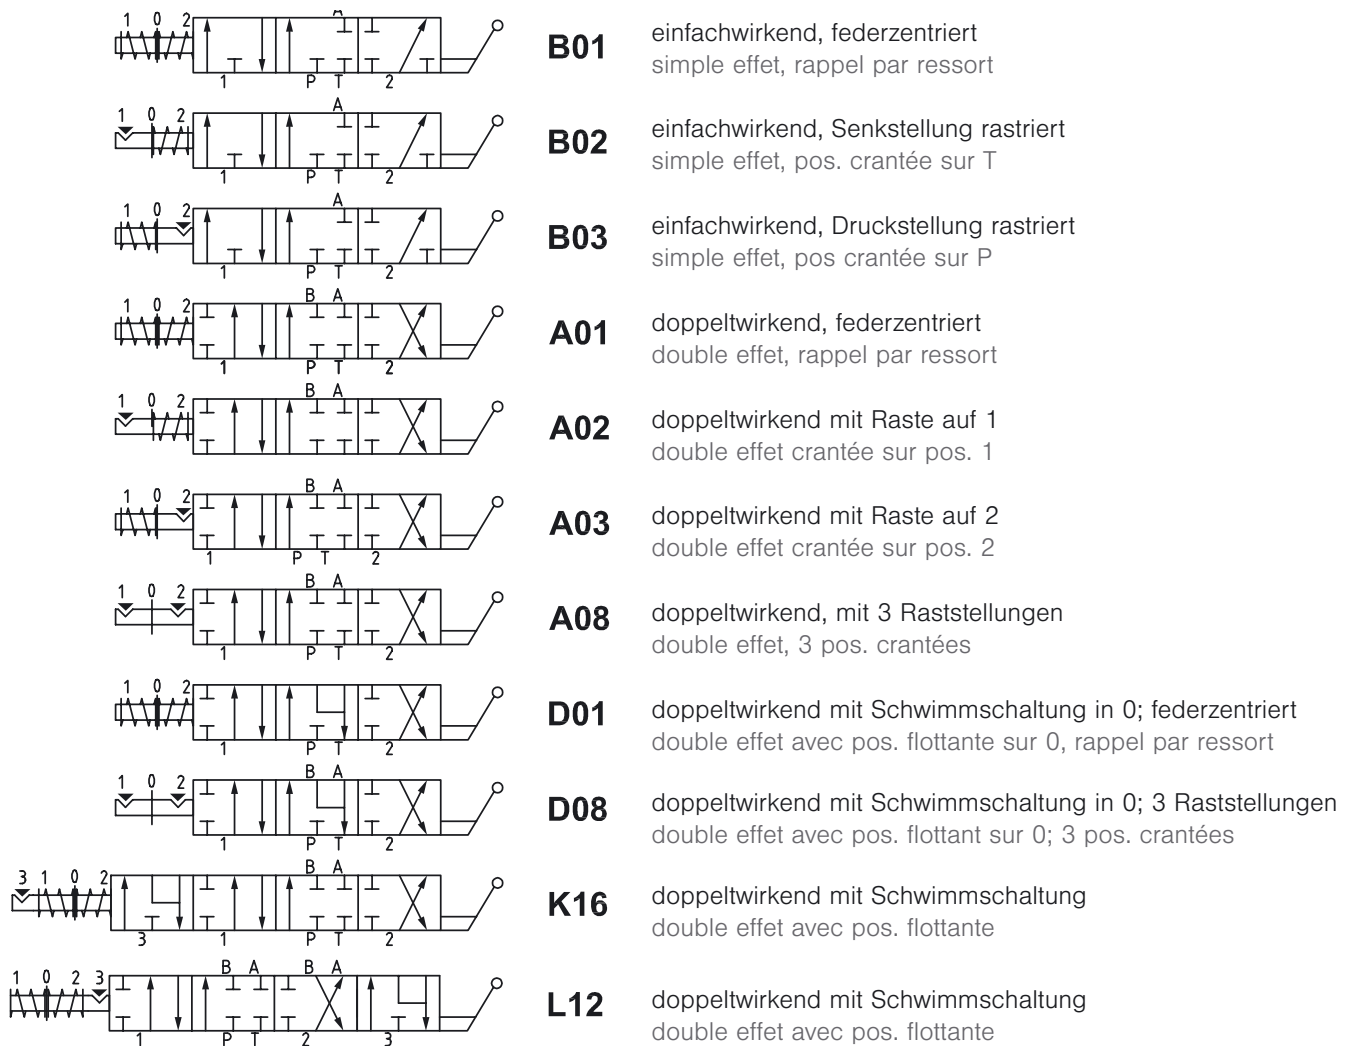 1 0 2
A
B01
einfachwirkend, federzentriert
simple effet, rappel par ressort
1 P T 2
1 0 2
A
B02
einfachwirkend, Senkstellung rastriert
simple effet, pos. crantée sur T
1 P T 2
1 0 2
A
B03
einfachwirkend, Druckstellung rastriert
simple effet, pos crantée sur P
1 P T 2
1 0 2
B A
A01
doppeltwirkend, federzentriert
double effet, rappel par ressort
1 P T 2
1 0 2
B A
A02
doppeltwirkend mit Raste auf 1
double effet crantée sur pos. 1
1 0 2
B A
A03
doppeltwirkend mit Raste auf 2
double effet crantée sur pos. 2
1 P T 2
1 0 2
B A
A08
doppeltwirkend, mit 3 Raststellungen
double effet, 3 pos. crantées
1 P T 2
1 0 2
B A
D01
doppeltwirkend mit Schwimmschaltung in 0; federzentriert
double effet avec pos. flottante sur 0, rappel par ressort
1 P T 2
1 0 2
B A
D08
doppeltwirkend mit Schwimmschaltung in 0; 3 Raststellungen
double effet avec pos. flottant sur 0; 3 pos. crantées
1 P T 2
3 1 0 2
B A
K16
doppeltwirkend mit Schwimmschaltung
double effet avec pos. flottante
3 1 P T 2
1 0 2 3
B A B A
L12
doppeltwirkend mit Schwimmschaltung
double effet avec pos. flottante
1 P T 2 3